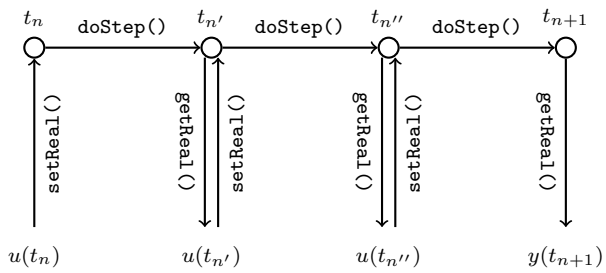 t_n t_{n'} t_{n''} t_{n+1}
doStep() doStep() doStep()
setReal() getReal() setReal() getReal() setReal() getReal()
u(t_n) u(t_{n'}) u(t_{n''}) y(t_{n+1})